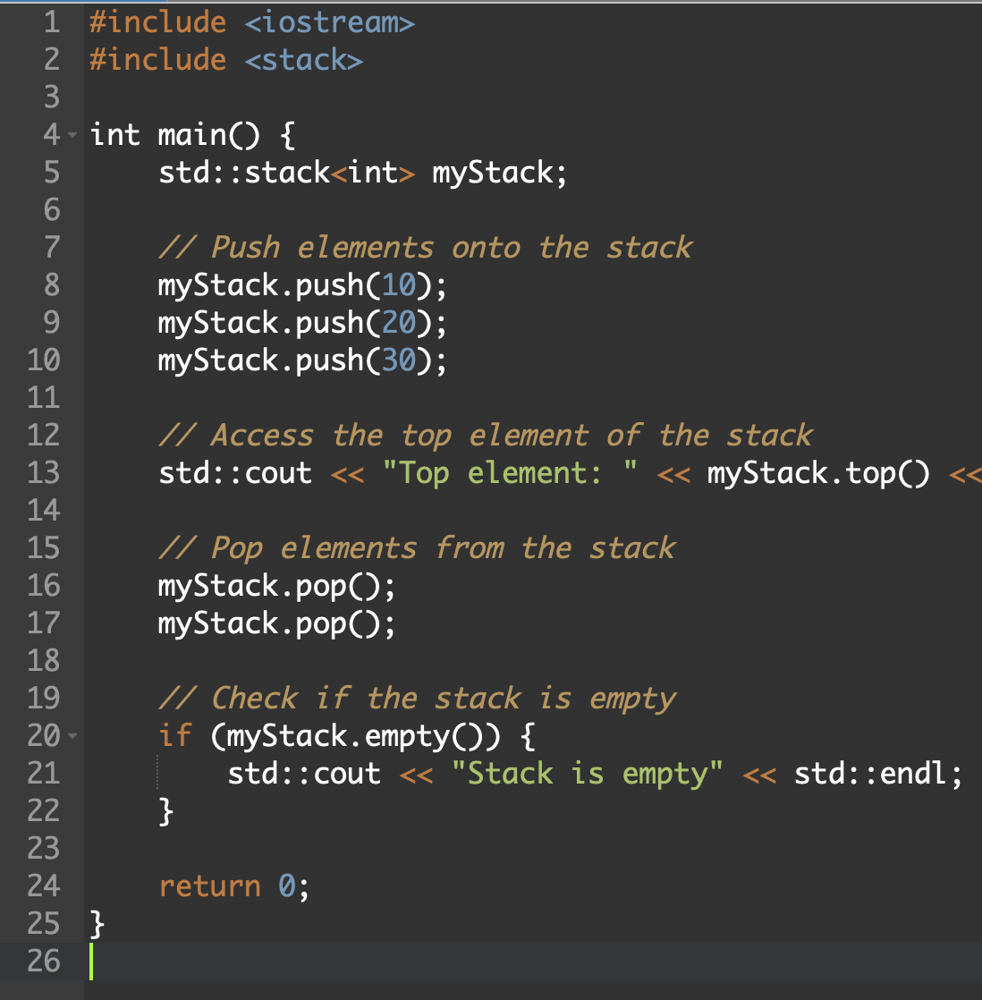 1 #include <iostream>
2 #include <stack>
3
4 int main() {
5     std::stack<int> myStack;
6
7     // Push elements onto the stack
8     myStack.push(10);
9     myStack.push(20);
10     myStack.push(30);
11
12     // Access the top element of the stack
13     std::cout << "Top element: " << myStack.top() <<
14
15     // Pop elements from the stack
16     myStack.pop();
17     myStack.pop();
18
19     // Check if the stack is empty
20     if (myStack.empty()) {
21         std::cout << "Stack is empty" << std::endl;
22     }
23
24     return 0;
25 }
26